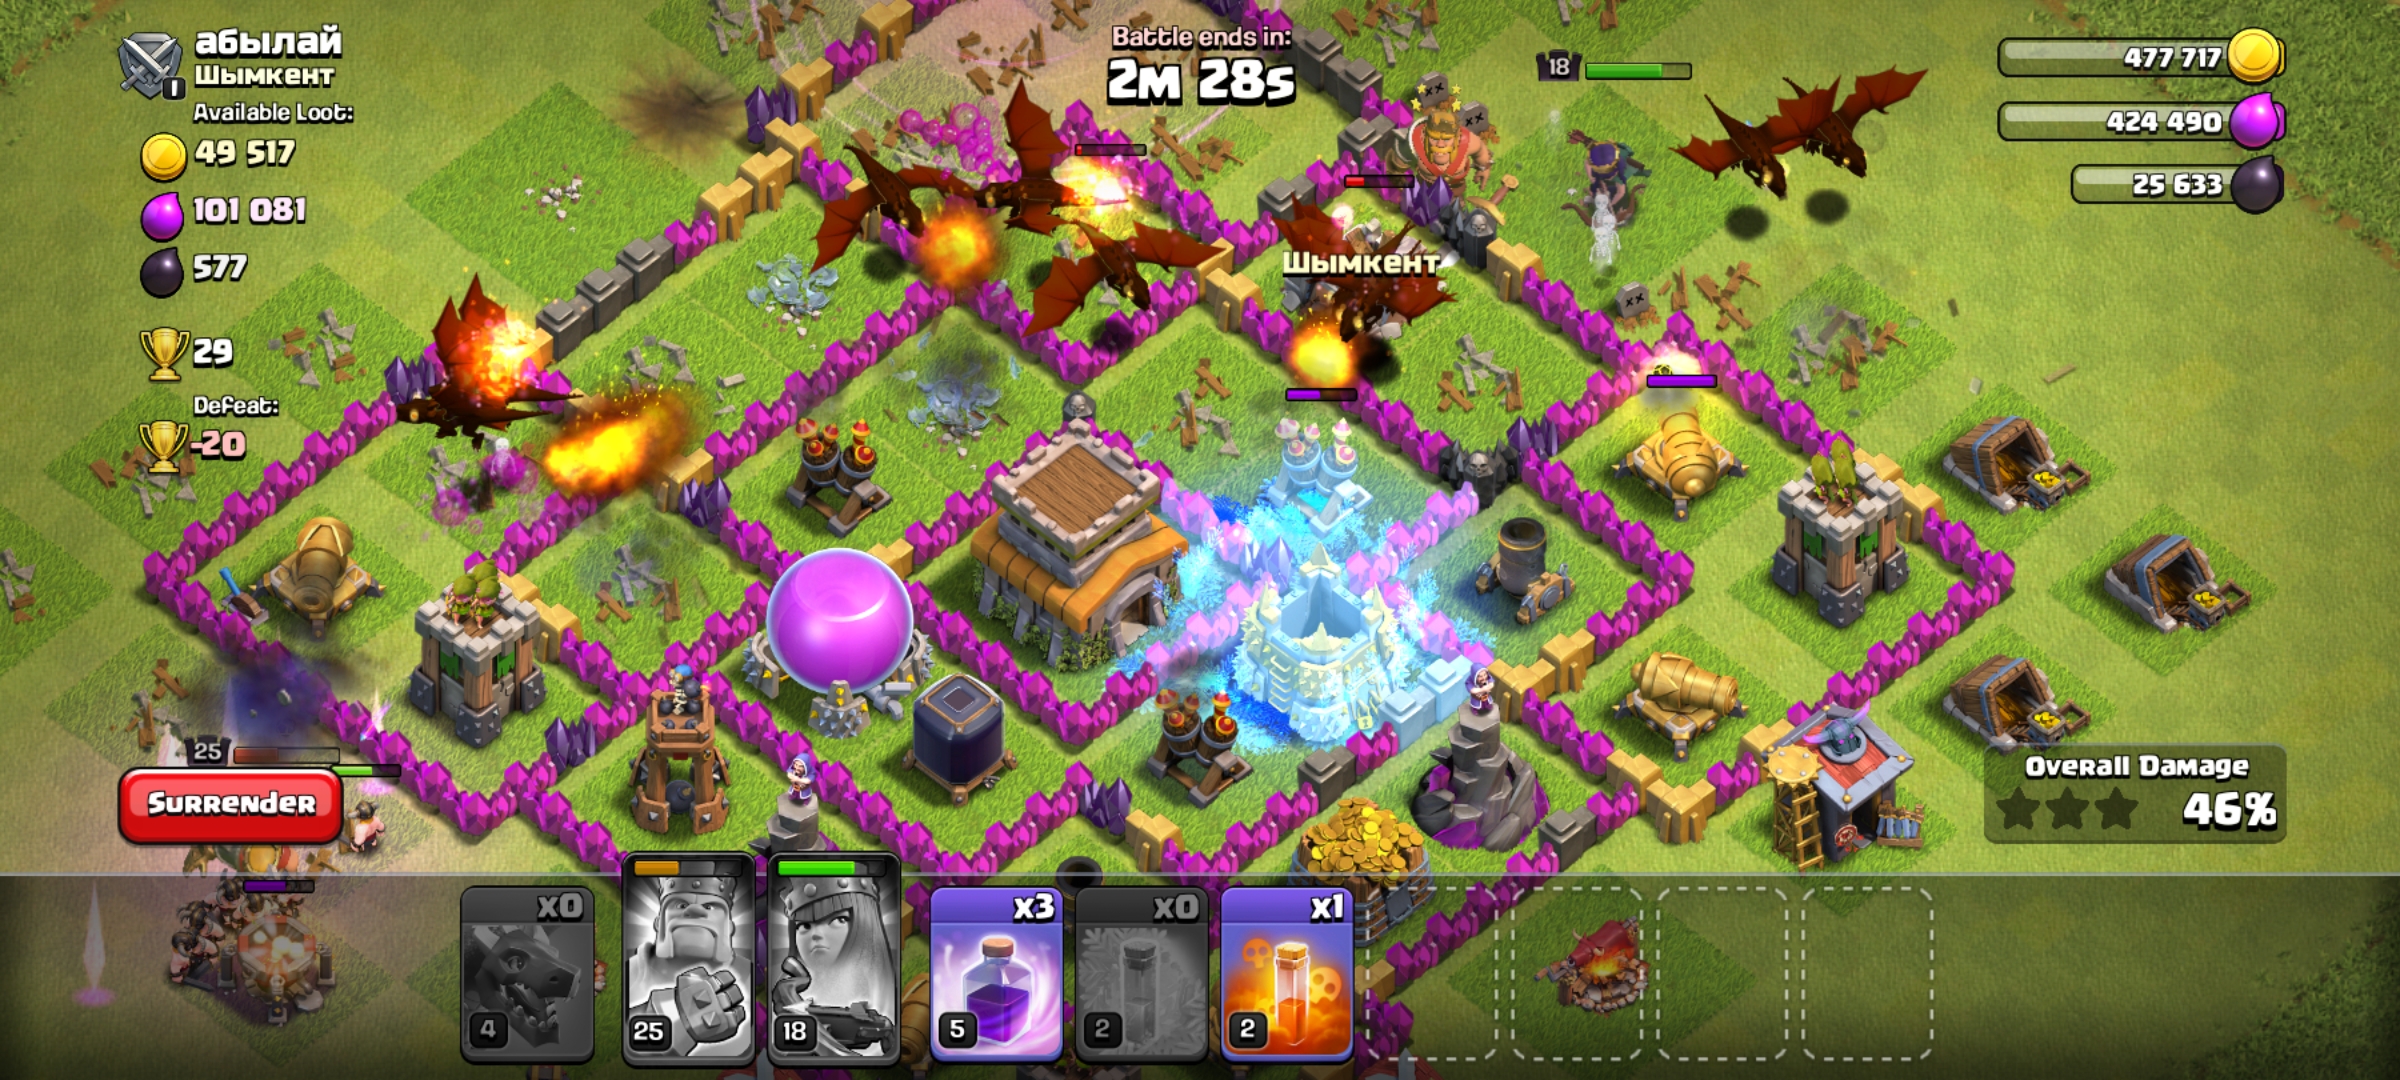 абылай
Шымкент
I
Available Loot:
49 517
101 081
577
29
Defeat:
-20
Battle ends in:
2m 28s
18
477 717
424 490
25 633
Шымкент
25
Surrender
Overall Damage
46%
x0
4
25
18
x3
5
x0
2
x1
2